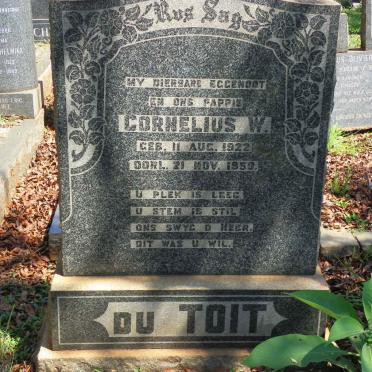 Rus Sag
MY DIERBARE EGGENOOT
EN ONS PAPPIE
CORNELIUS W.
GEB. 11 AUG. 1922
OORL. 21 NOV. 1959.
U PLEK IS LEEG
U STEM IS STIL
ONS SWYG O HEER
DIT WAS U WIL.
DU TOIT